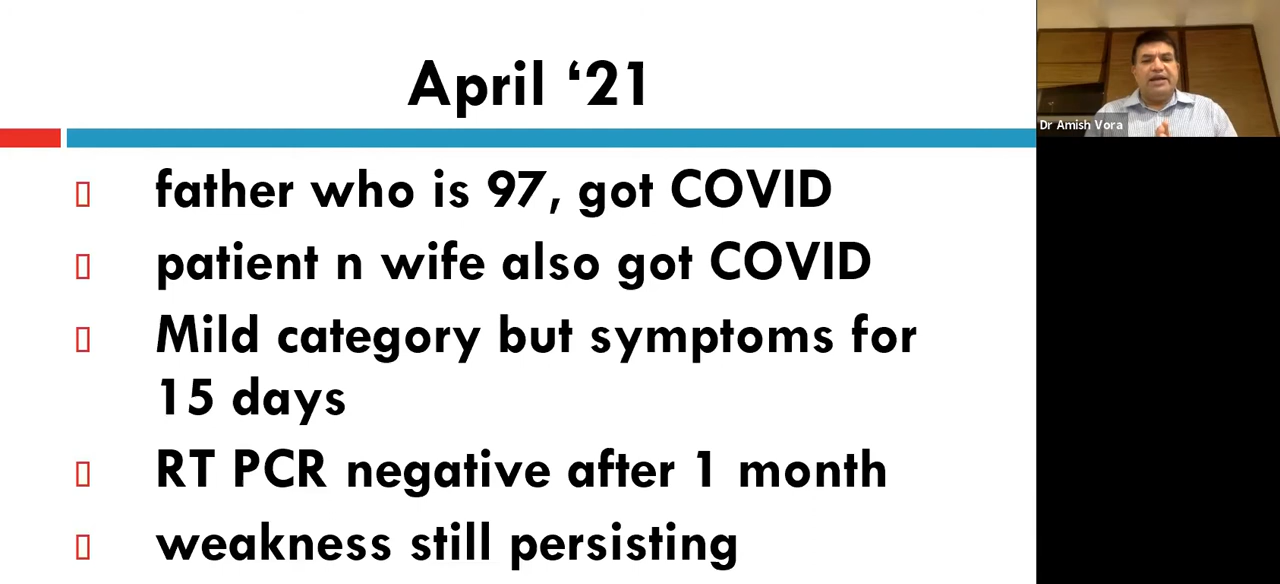 April ‘21
father who is 97, got COVID
patient n wife also got COVID
Mild category but symptoms for
15 days
RT PCR negative after 1 month
weakness still persisting
Dr Amish Vora